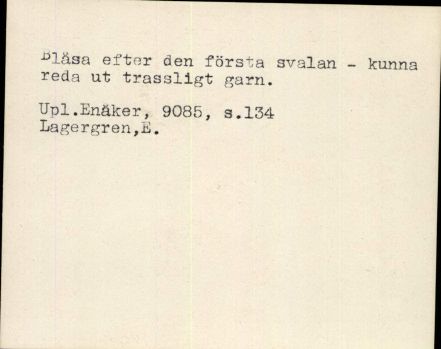 Blåsa efter den första svalan - kunna
reda ut trassligt garn.
Upl.Enåker, 9085, s.134
Lagergren,E.